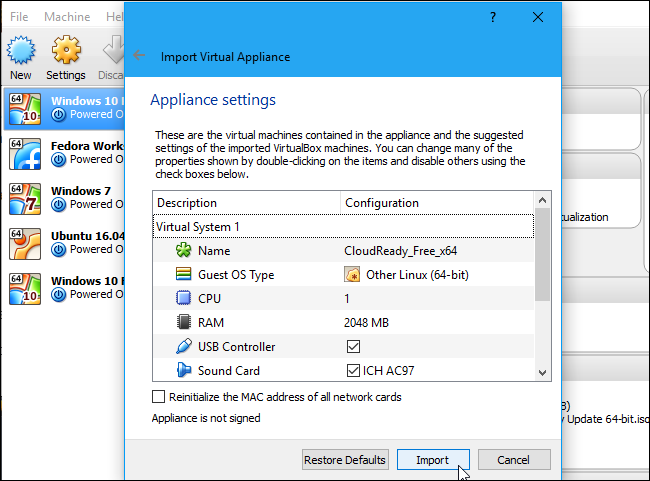 File Machine Hel
?
Import Virtual Appliance
New Settings Disca
Appliance settings
These are the virtual machines contained in the appliance and the suggested
settings of the imported VirtualBox machines. You can change many of the
properties shown by double-clicking on the items and disable others using the
check boxes below.
64 Windows 10
10
Powered O
64 Fedora Work
Powered O
64 Windows 7
7
Powered O
64 Ubuntu 16.04
Powered O
64 Windows 10
10
Powered O
Description Configuration
Virtual System 1
Name CloudReady_Free_x64
Guest OS Type Other Linux (64-bit)
CPU 1
RAM 2048 MB
USB Controller
Sound Card ICH AC97
Reinitialize the MAC address of all network cards
Appliance is not signed
Restore Defaults Import Cancel
tualization
B)
y Update 64-bit.iso